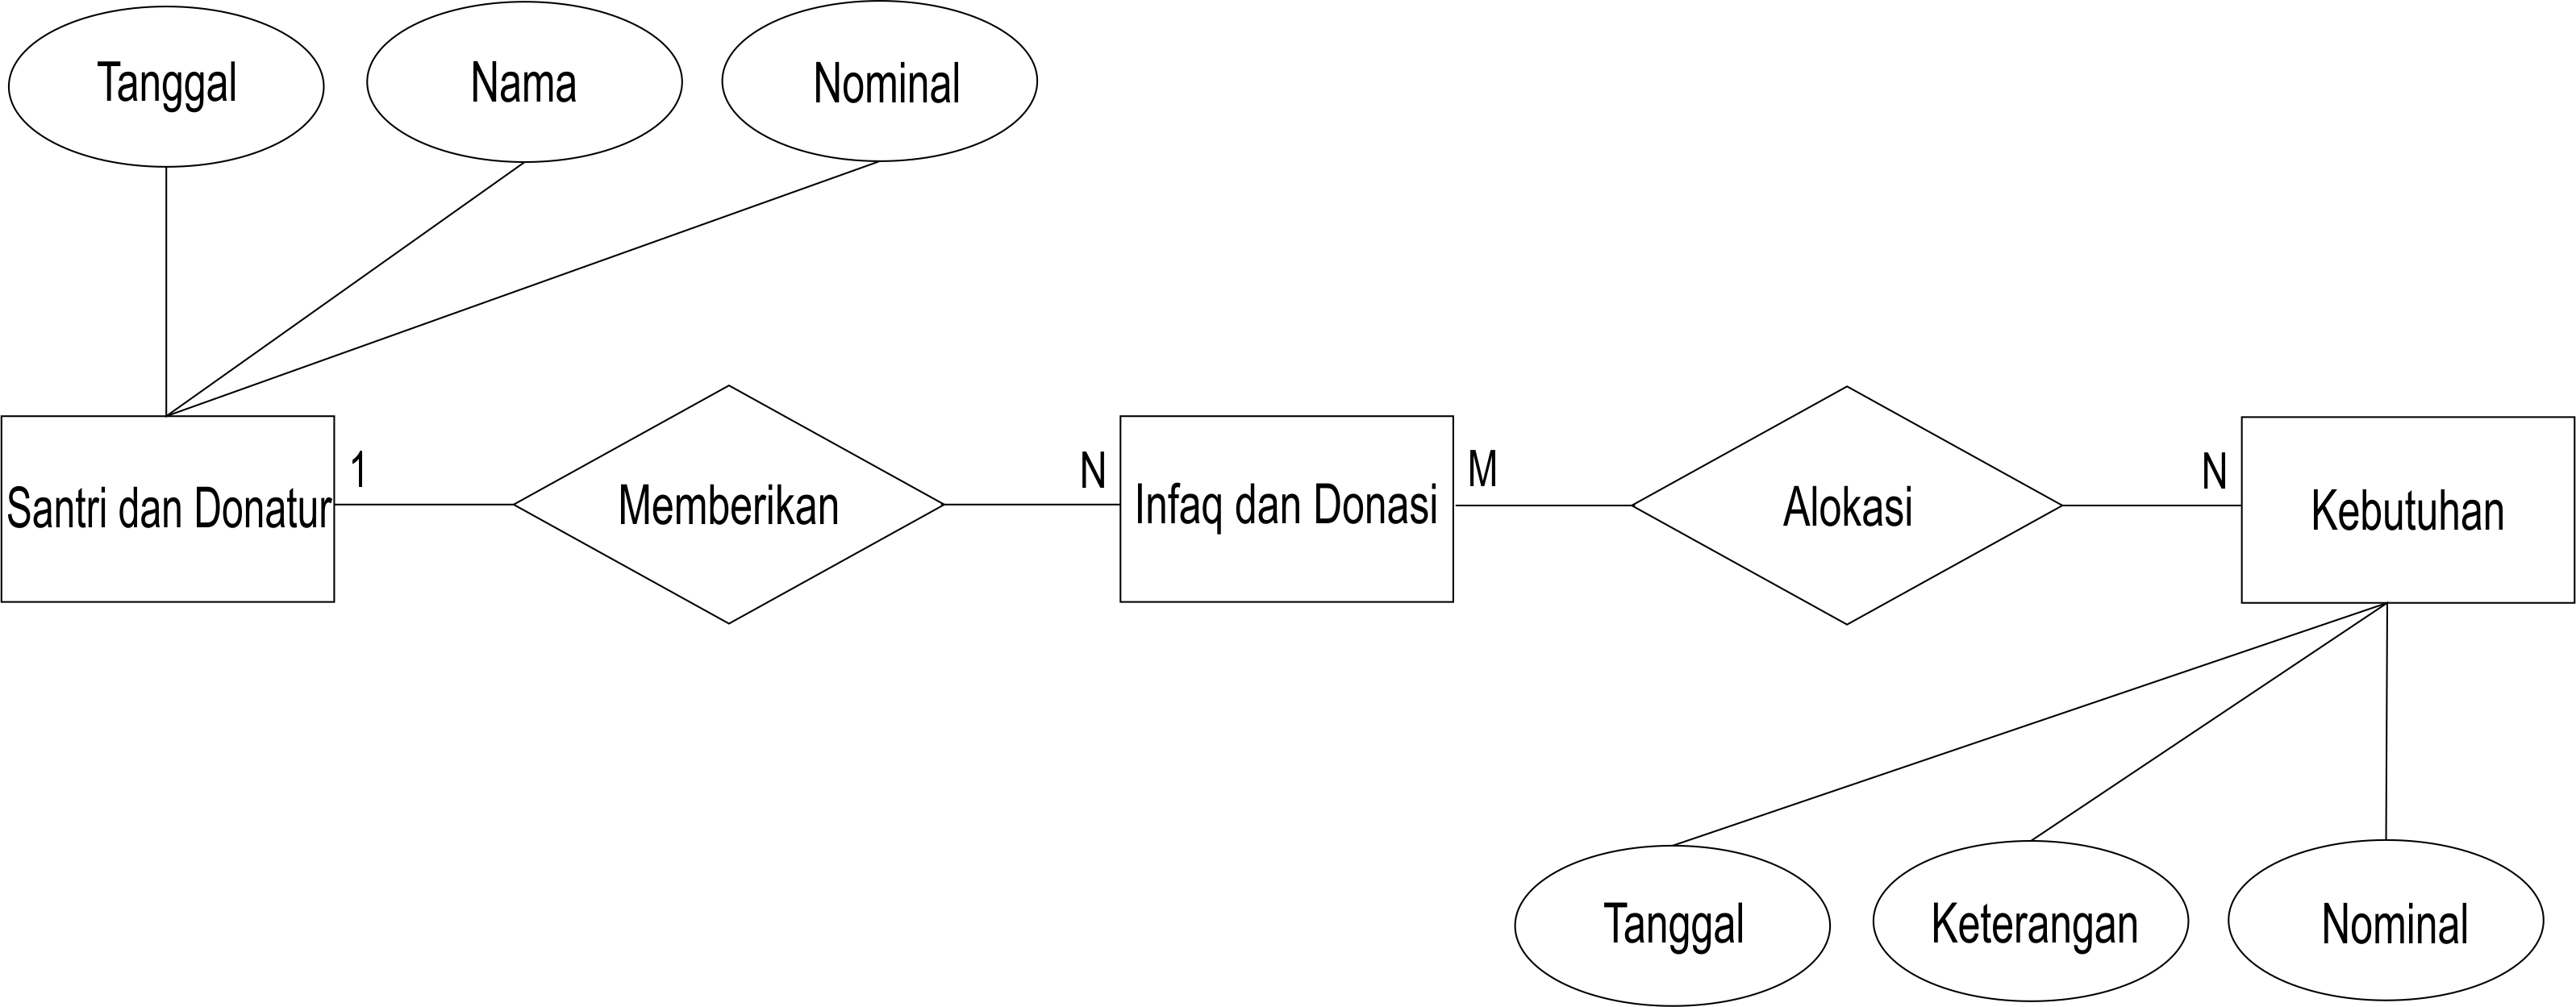 Tanggal
Nama
Nominal
Santri dan Donatur
1
Memberikan
N
Infaq dan Donasi
M
Alokasi
N
Kebutuhan
Tanggal
Keterangan
Nominal